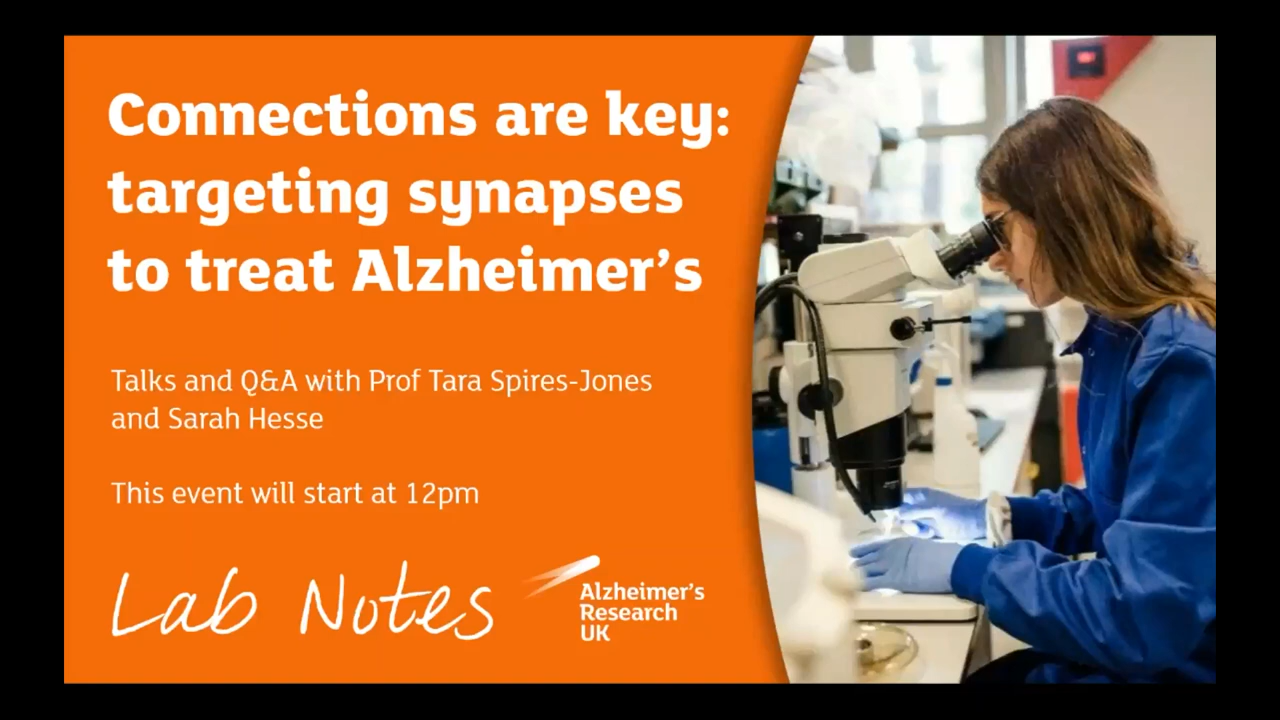 Connections are key:
targeting synapses
to treat Alzheimer's
Talks and Q&A with Prof Tara Spires-Jones
and Sarah Hesse
This event will start at 12pm
Lab Notes
Alzheimer's
Research
UK